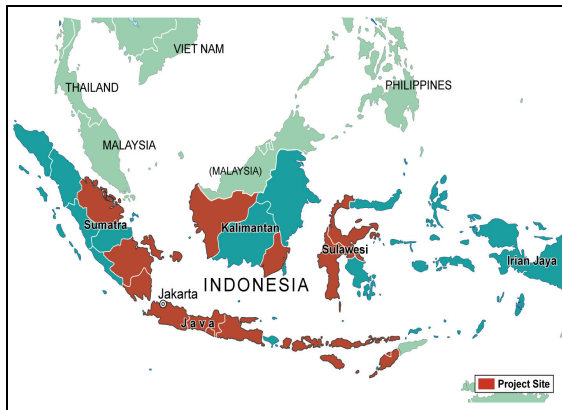 VIET NAM
THAILAND
PHILIPPINES
MALAYSIA
(MALAYSIA)
Sumatra
Kalimantan
Sulawesi
Irian Jaya
INDONESIA
Jakarta
Java
Project Site